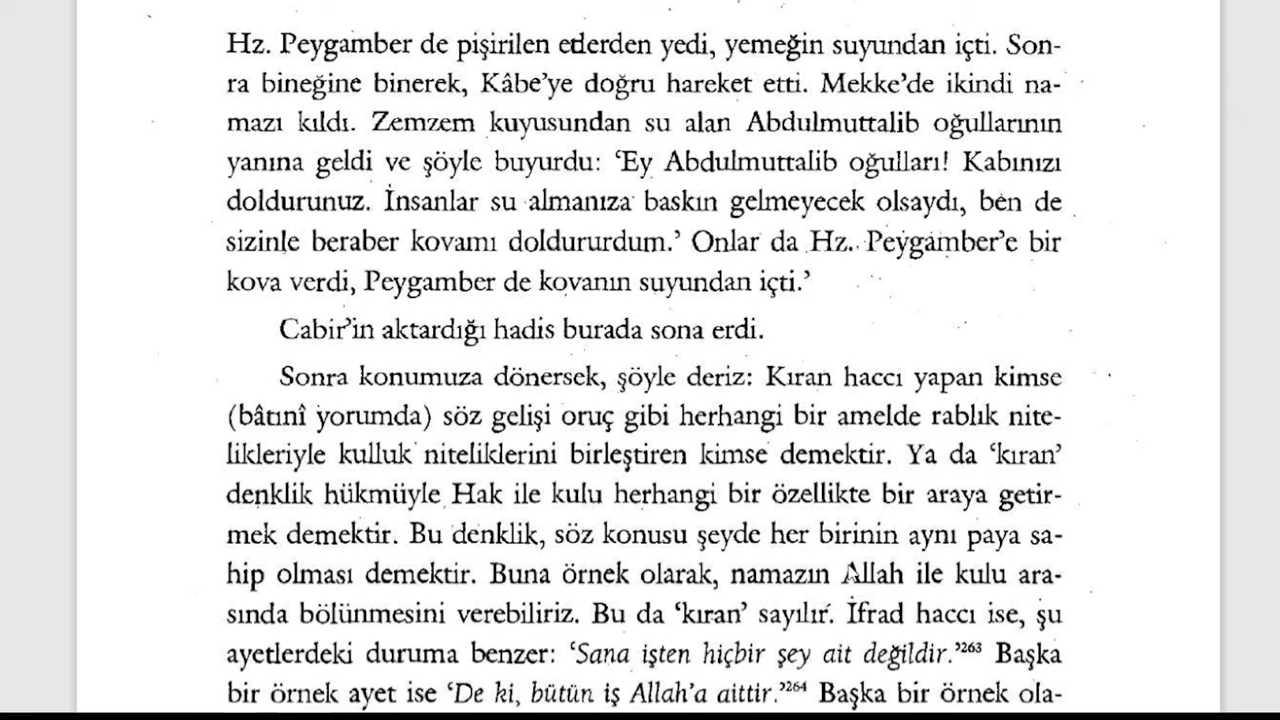 Hz. Peygamber de pişirilen etlerden yedi, yemeğin suyundan içti. Son-
ra bineğine binerek, Kâbe’ye doğru hareket etti. Mekke’de ikindi na-
mazı kıldı. Zemzem kuyusundan su alan Abdulmuttalib oğullarının
yanına geldi ve şöyle buyurdu: ‘Ey Abdulmuttalib oğulları! Kabınızı
doldurunuz. İnsanlar su almanıza baskın gelmeyecek olsaydı, ben de
sizinle beraber kovamı doldururdum.’ Onlar da Hz. Peygamber’e bir
kova verdi, Peygamber de kovanın suyundan içti.’
Cabir’in aktardığı hadis burada sona erdi.
Sonra konumuza dönersek, şöyle deriz: Kıran haccı yapan kimse
(bâtınî yorumda) söz gelişi oruç gibi herhangi bir amelde rablık nite-
likleriyle kulluk niteliklerini birleştiren kimse demektir. Ya da ‘kıran’
denklik hükmüyle Hak ile kulu herhangi bir özellikte bir araya getir-
mek demektir. Bu denklik, söz konusu şeyde her birinin aynı paya sa-
hip olması demektir. Buna örnek olarak, namazın Allah ile kulu ara-
sında bölünmesini verebiliriz. Bu da ‘kıran’ sayılır. İfrad haccı ise, şu
ayetlerdeki duruma benzer: ‘Sana işten hiçbir şey ait değildir.’²⁶³ Başka
bir örnek ayet ise ‘De ki, bütün iş Allah’a aittir.’²⁶⁴ Başka bir örnek ola-